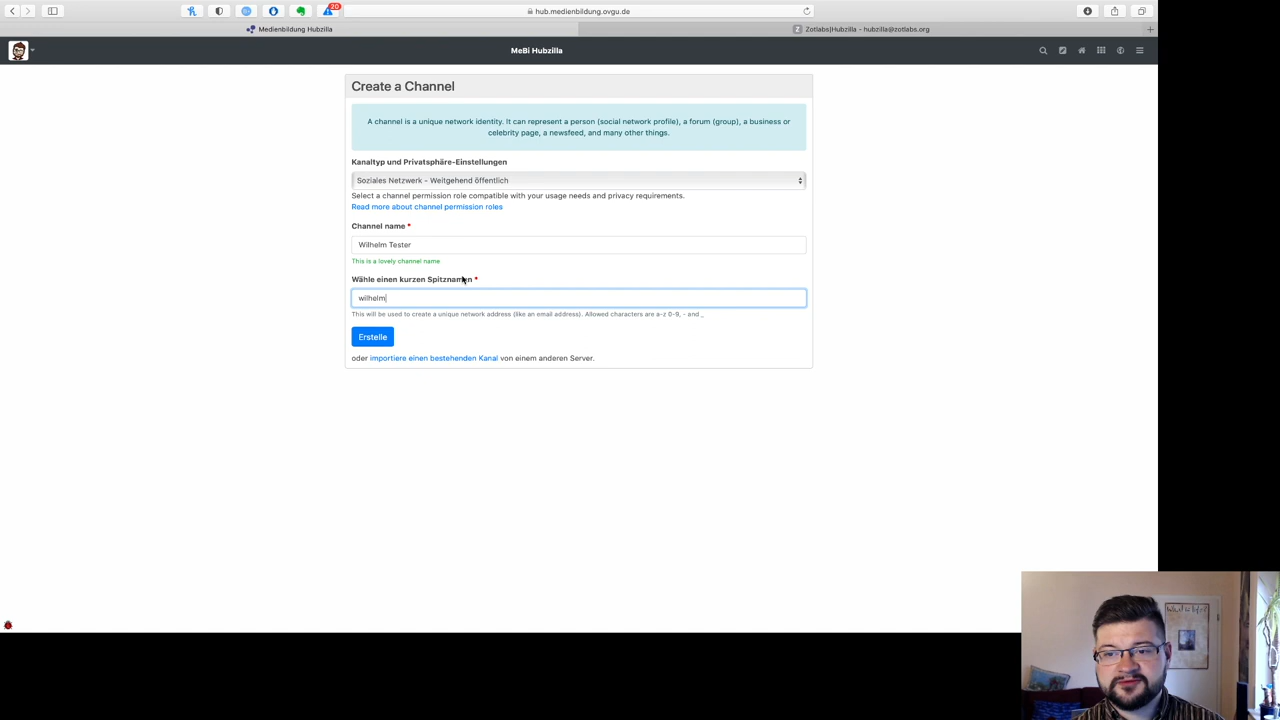 20
hub.medienbildung.ovgu.de
Medienbildung Hubzilla
Zotlabs|Hubzilla - hubzilla@zotlabs.org
MeBi Hubzilla
Create a Channel
A channel is a unique network identity. It can represent a person (social network profile), a forum (group), a business or
celebrity page, a newsfeed, and many other things.
Kanaltyp und Privatsphäre-Einstellungen
Soziales Netzwerk - Weitgehend öffentlich
Select a channel permission role compatible with your usage needs and privacy requirements.
Read more about channel permission roles
Channel name *
Wilhelm Tester
This is a lovely channel name
Wähle einen kurzen Spitznamen *
wilhelm
This will be used to create a unique network address (like an email address). Allowed characters are a-z 0-9, - and _
Erstelle
oder importiere einen bestehenden Kanal von einem anderen Server.